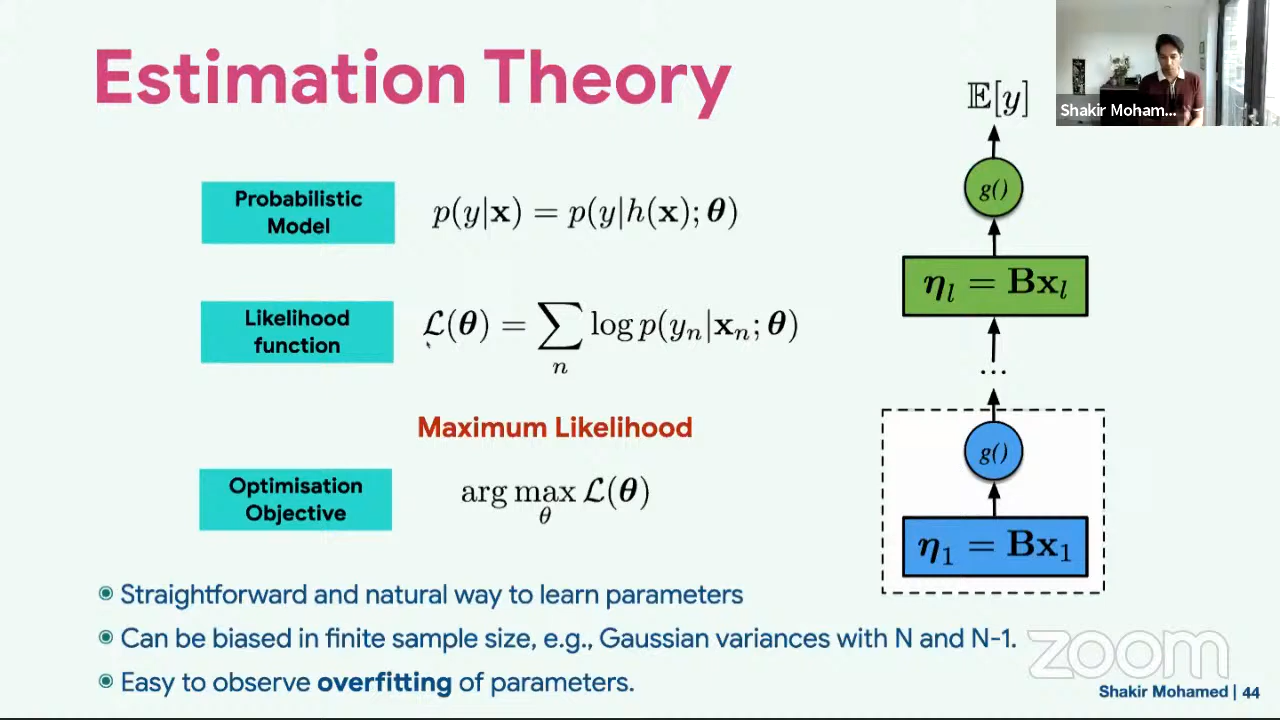 Estimation Theory
Shakir Moham...
𝔼[y]
g()
Probabilistic
Model
p(y|x) = p(y|h(x); θ)
η_l = Bx_l
Likelihood
function
ℒ(θ) = ∑_n log p(y_n|x_n; θ)
...
Maximum Likelihood
g()
Optimisation
Objective
arg max_θ ℒ(θ)
η_1 = Bx_1
Straightforward and natural way to learn parameters
Can be biased in finite sample size, e.g., Gaussian variances with N and N-1.
Easy to observe overfitting of parameters.
zoom
Shakir Mohamed | 44